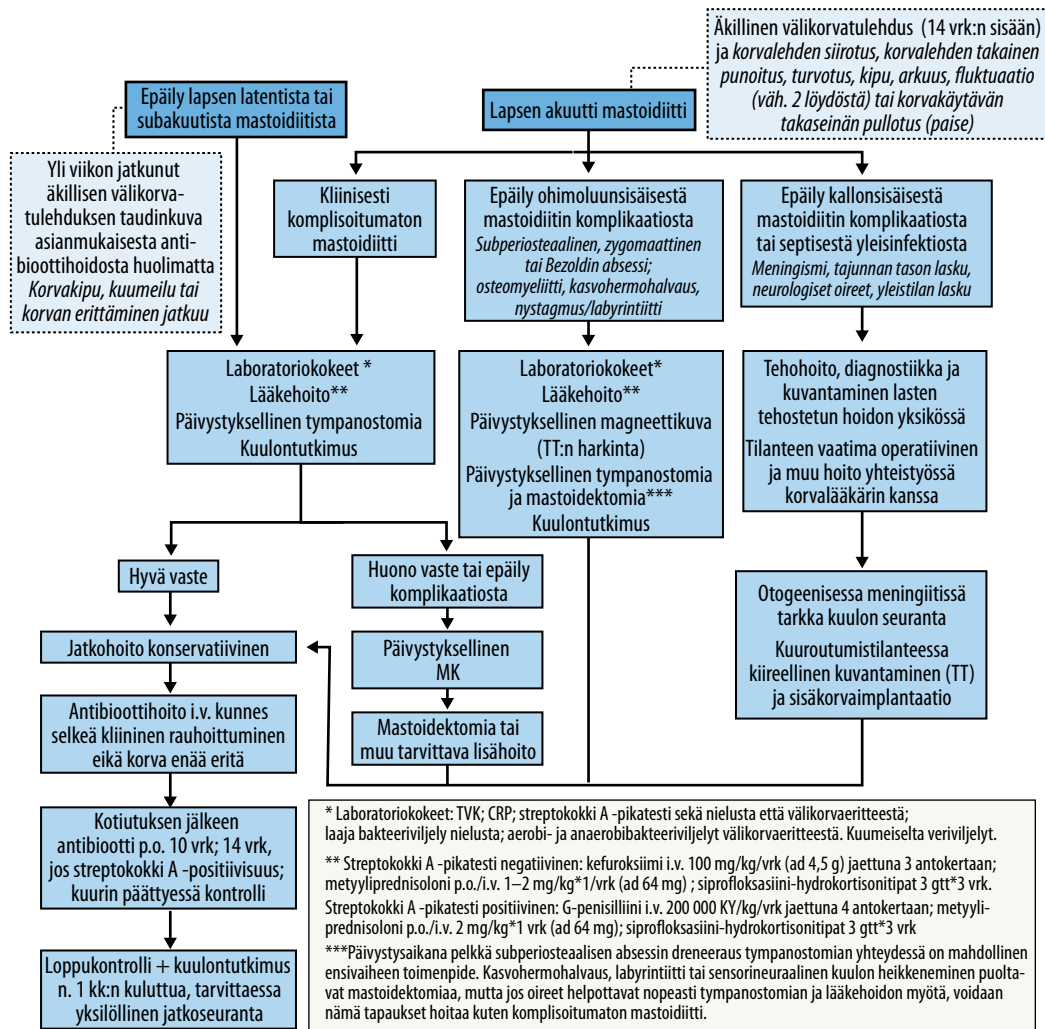 Äkillinen välikorvatulehdus (14 vrk:n sisään)
ja korvalehden siirotus, korvalehden takainen
punoitus, turvotus, kipu, arkuus, fluktuaatio
(väh. 2 löydöstä) tai korvakäytävän
takaseinän pullotus (paise)
Epäily lapsen latentista tai
subakuutista mastoidiitista
Lapsen akuutti mastoidiitti
Yli viikon jatkunut
äkillisen välikorva-
tulehduksen taudinkuva
asianmukaisesta anti-
bioottihoidosta huolimatta
Korvakipu, kuumeilu tai
korvan erittäminen jatkuu
Kliinisesti
komplisoitumaton
mastoidiitti
Epäily ohimoluunsisäisestä
mastoidiitin komplikaatiosta
Subperiosteaalinen, zygomaattinen
tai Bezoldin absessi;
osteomyeliitti, kasvohermohalvaus,
nystagmus/labyrintiitti
Epäily kallonsisäisestä
mastoidiitin komplikaatiosta
tai septisestä yleisinfektiosta
Meningismi, tajunnan tason lasku,
neurologiset oireet, yleistilan lasku
Laboratoriokokeet *
Lääkehoito**
Päivystyksellinen tympanostomia
Kuulontutkimus
Laboratoriokokeet*
Lääkehoito**
Päivystyksellinen magneettikuva
(TT:n harkinta)
Päivystyksellinen tympanostomia
ja mastoidektomia***
Kuulontutkimus
Tehohoito, diagnostiikka ja
kuvantaminen lasten
tehostetun hoidon yksikössä
Tilanteen vaatima operatiivinen
ja muu hoito yhteistyössä
korvalääkärin kanssa
Hyvä vaste
Huono vaste tai epäily
komplikaatiosta
Otogeenisessa meningiitissä
tarkka kuulon seuranta
Kuuroutumistilanteessa
kiireellinen kuvantaminen (TT)
ja sisäkorvaimplantaatio
Jatkohoito konservatiivinen
Päivystyksellinen
MK
Antibioottihoito i.v. kunnes
selkeä kliininen rauhoittuminen
eikä korva enää eritä
Mastoidektomia tai
muu tarvittava lisähoito
Kotiutuksen jälkeen
antibiootti p.o. 10 vrk; 14 vrk,
jos streptokokki A -positiivisuus;
kuurin päättyessä kontrolli
Loppukontrolli + kuulontutkimus
n. 1 kk:n kuluttua, tarvittaessa
yksilöllinen jatkoseuranta
* Laboratoriokokeet: TVK; CRP; streptokokki A -pikatesti sekä nielusta että välikorvaeritteestä;
laaja bakteeriviljely nielusta; aerobi- ja anaerobibakteeriviljelyt välikorvaeritteestä. Kuumeiselta veriviljelyt.
** Streptokokki A -pikatesti negatiivinen: kefuroksiimi i.v. 100 mg/kg/vrk (ad 4,5 g) jaettuna 3 antokertaan;
metyyliprednisoloni p.o./i.v. 1–2 mg/kg*1/vrk (ad 64 mg) ; siprofloksasiini-hydrokortisonitipat 3 gtt*3 vrk.
Streptokokki A -pikatesti positiivinen: G-penisilliini i.v. 200 000 KY/kg/vrk jaettuna 4 antokertaan; metyyli-
prednisoloni p.o./i.v. 2 mg/kg*1 vrk (ad 64 mg); siprofloksasiini-hydrokortisonitipat 3 gtt*3 vrk
***Päivystysaikana pelkkä subperiosteaalisen absessin dreneeraus tympanostomian yhteydessä on mahdollinen
ensivaiheen toimenpide. Kasvohermohalvaus, labyrintiitti tai sensorineuraalinen kuulon heikkeneminen puolta-
vat mastoidektomiaa, mutta jos oireet helpottavat nopeasti tympanostomian ja lääkehoidon myötä, voidaan
nämä tapaukset hoitaa kuten komplisoitumaton mastoidiitti.